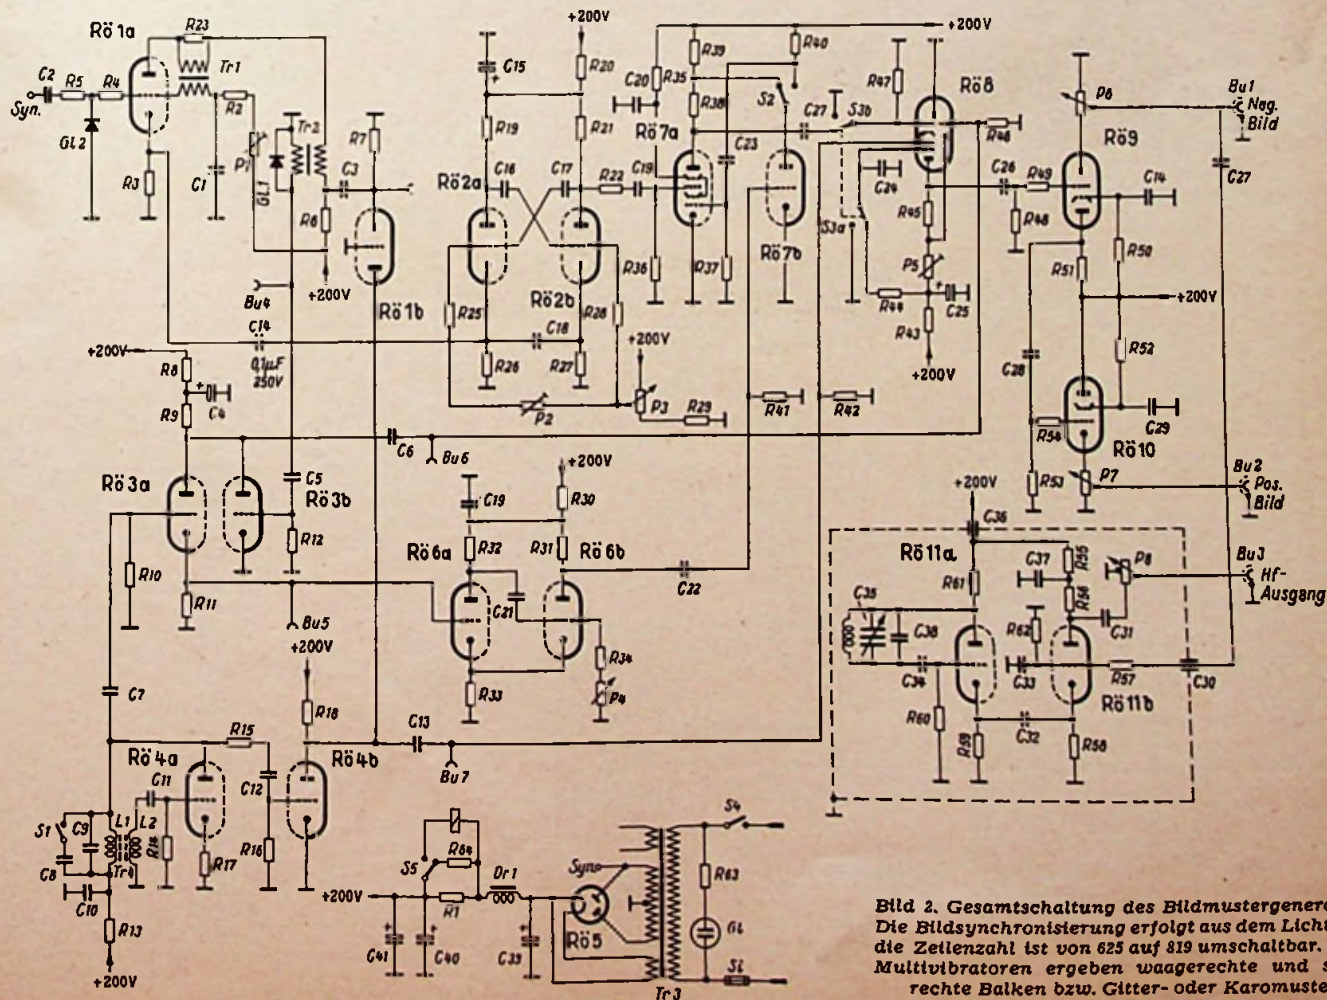 Rö1a
R23
+200V
+200V
C2
R5
R4
Tr1
R2
Syn.
Gl2
R3
C1
P1
Tr2
GL1
R7
C3
R6
+200V
Rö1b
Bu4
C14
0,1µF
250V
C15
R20
R19
R21
C16
C17
R22
C19
Rö2a
Rö2b
R25
R28
C18
R26
R27
P2
P3
R29
+200V
C20
R35
R39
R40
R38
Rö7a
S2
C27
S3b
C23
R36
R37
Rö7b
C24
S3a
R47
Rö8
R46
C26
R49
R48
R45
P5
R44
C25
R43
+200V
R41
R42
P6
Rö9
Bu1
Neg.
Bild
C27
C14
R50
R51
+200V
R52
C28
C29
R54
Rö10
R53
P7
Bu2
Pos.
Bild
Bu3
Hf-
Ausgang
+200V
R8
C4
R9
C6
Bu6
Rö3a
C5
Rö3b
R12
R10
R11
Bu5
+200V
C7
R18
R15
Rö4a
C12
Rö4b
C11
S1
C9
L1
L2
C8
Tr4
R17
R16
C10
R13
+200V
C13
Bu7
+200V
C19
R30
Rö6a
R32
R31
Rö6b
C21
C22
R33
R34
P4
+200V
C36
Rö11a
R61
C37
R55
R56
P8
C35
C38
C34
R62
C31
C33
R57
C30
Rö11b
R60
R59
C32
R58
S5
R64
Dr1
+200V
R1
C41
C40
C39
Syn
Rö5
Tr3
S4
R63
Gl
Si
Bild 2. Gesamtschaltung des Bildmustergenera
Die Bildsynchronisierung erfolgt aus dem Licht
die Zeilenzahl ist von 625 auf 819 umschaltbar.
Multivibratoren ergeben waagerechte und s
rechte Balken bzw. Gitter- oder Karomuste